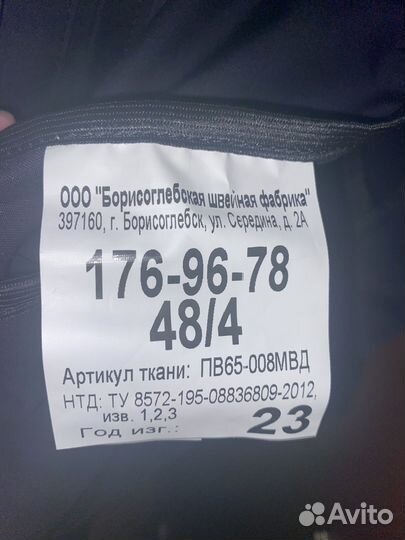 ООО "Борисоглебская швейная фабрика"
397160, г. Борисоглебск, ул. Середина, д. 2А
176-96-78
48/4
Артикул ткани: ПВ65-008МВД
НТД: ТУ 8572-195-08836809-2012,
изв. 1,2,3
Год изг.: 23
Avito